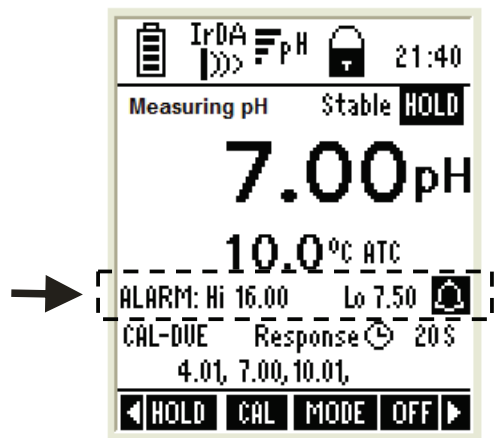 IrDA pH 21:40
Measuring pH Stable HOLD
7.00pH
10.0°C ATC
ALARM: Hi 16.00 Lo 7.50
CAL-DUE Response 20S
4.01, 7.00, 10.01,
HOLD CAL MODE OFF